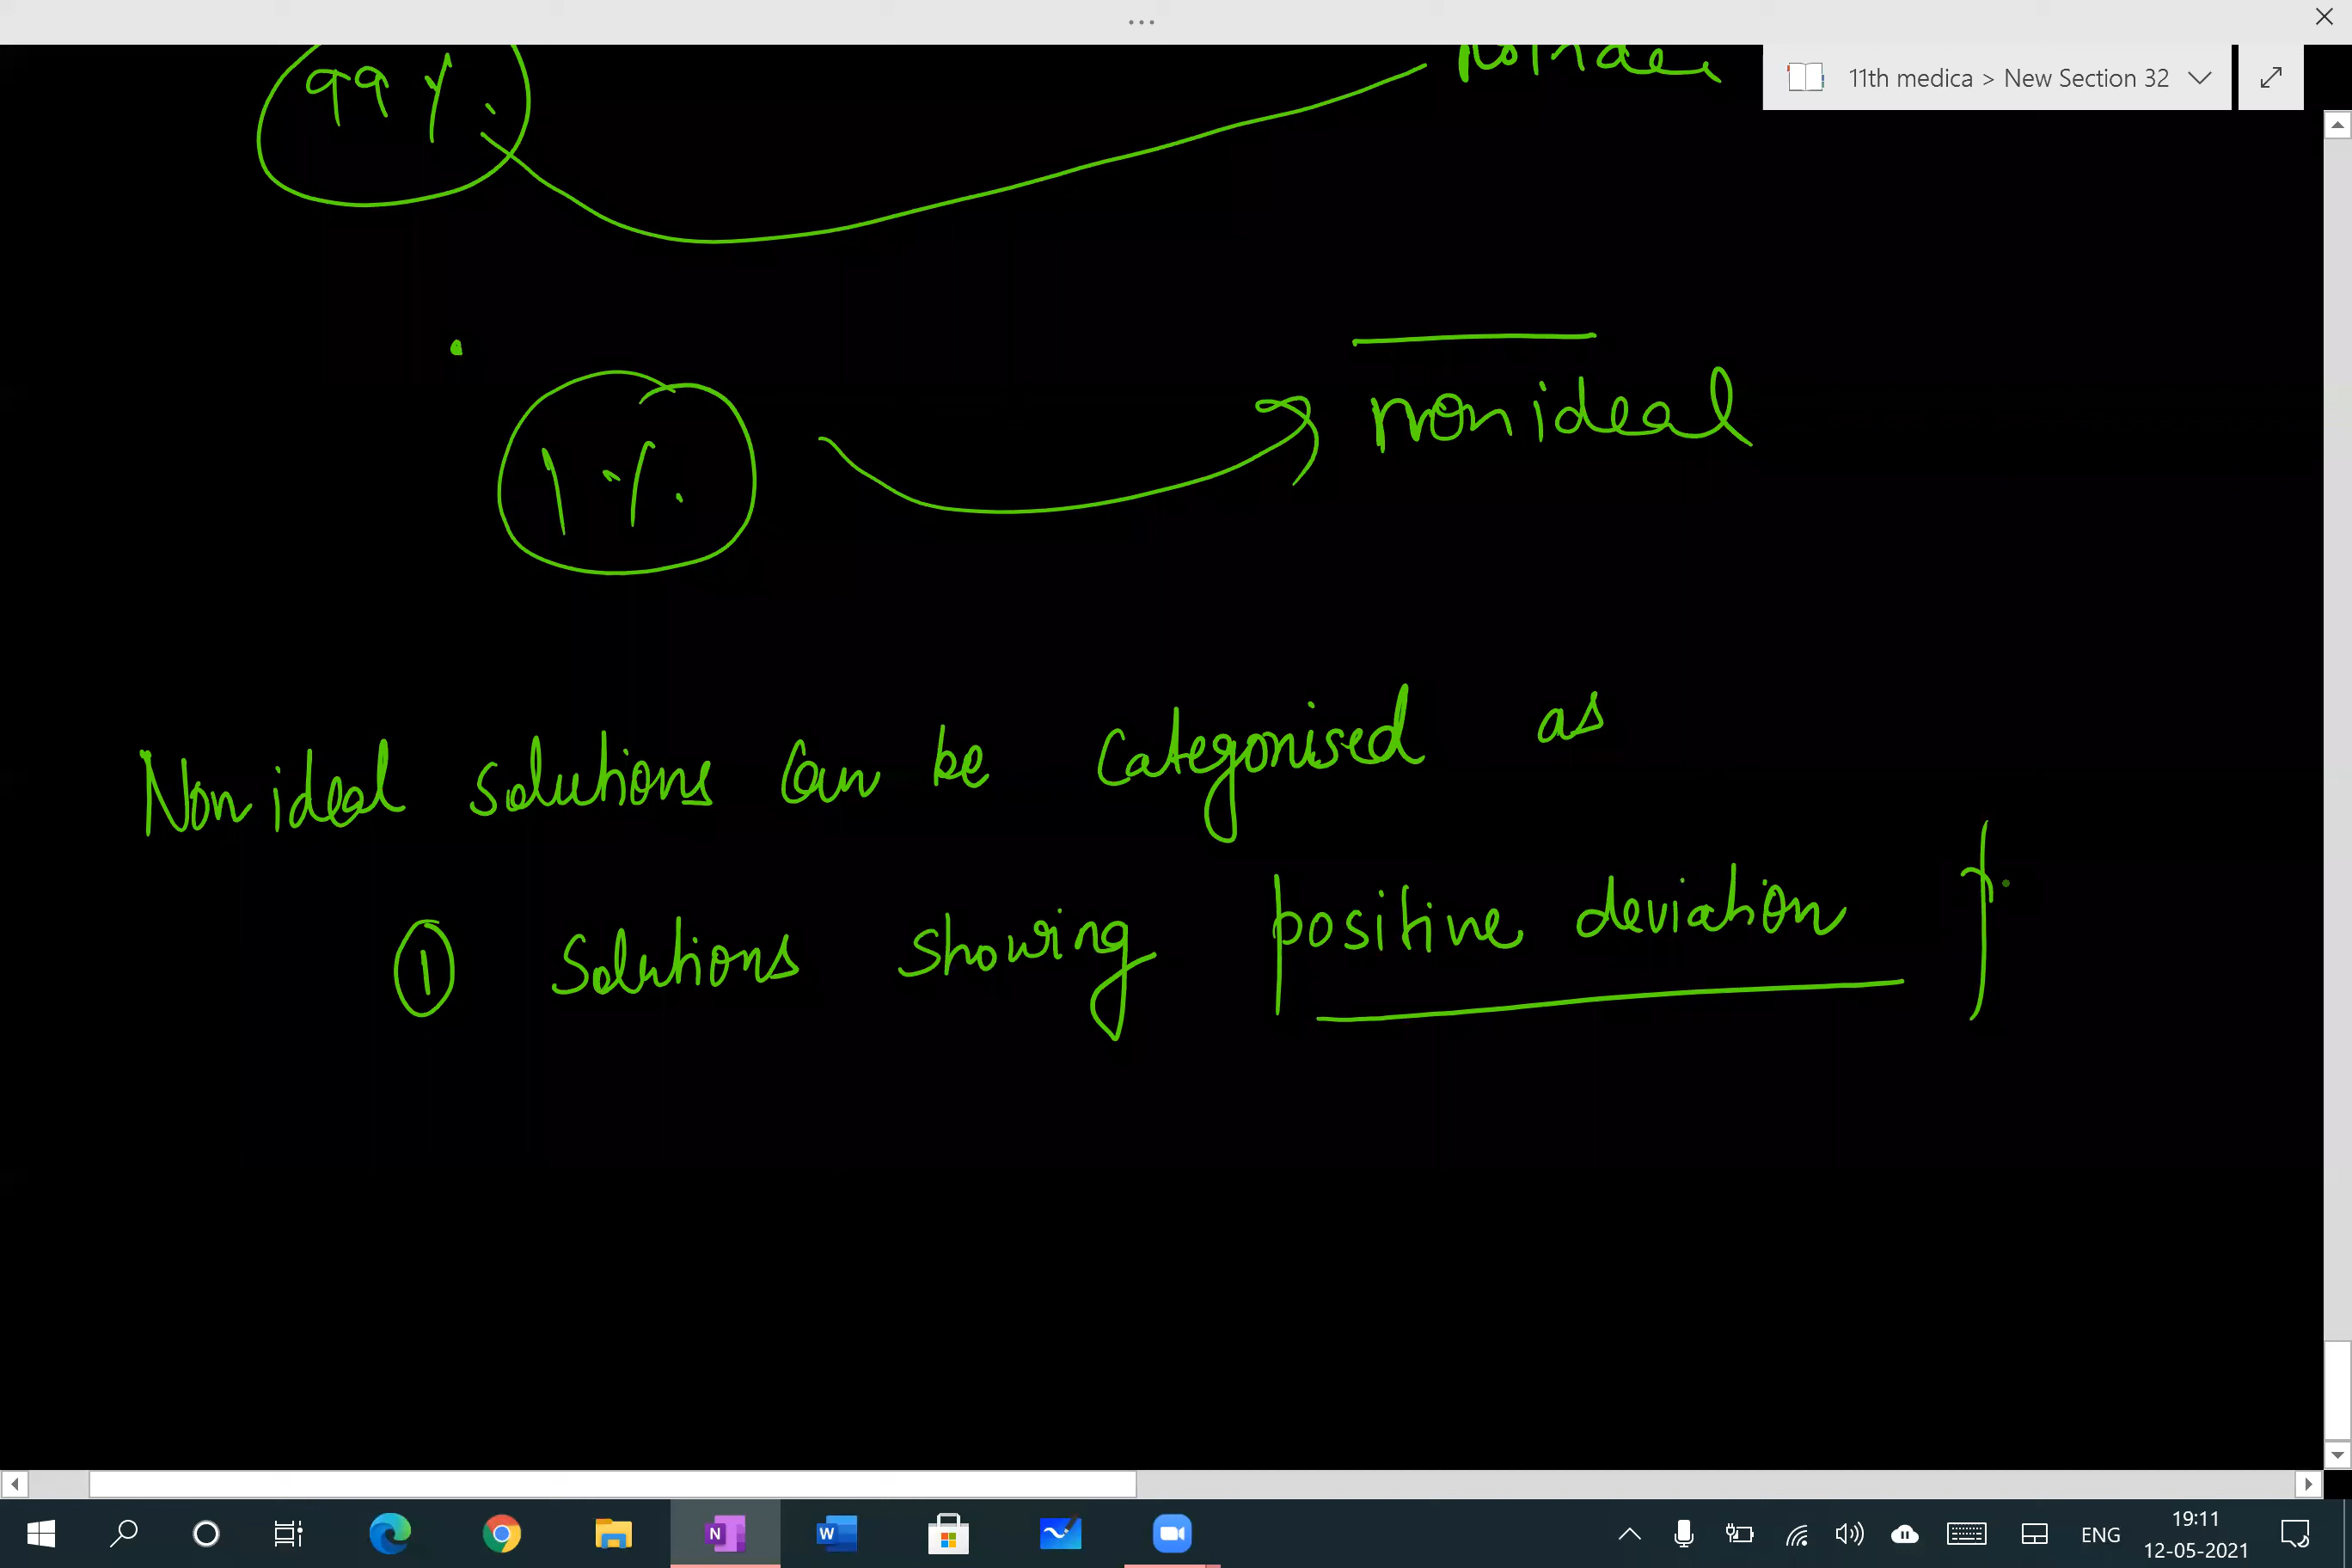 ...
11th medica > New Section 32
99 %.
1 %.
non ideal
Non ideal solutions can be categorised as
① solutions showing positive deviation }
N
W
ENG
19:11
12-05-2021